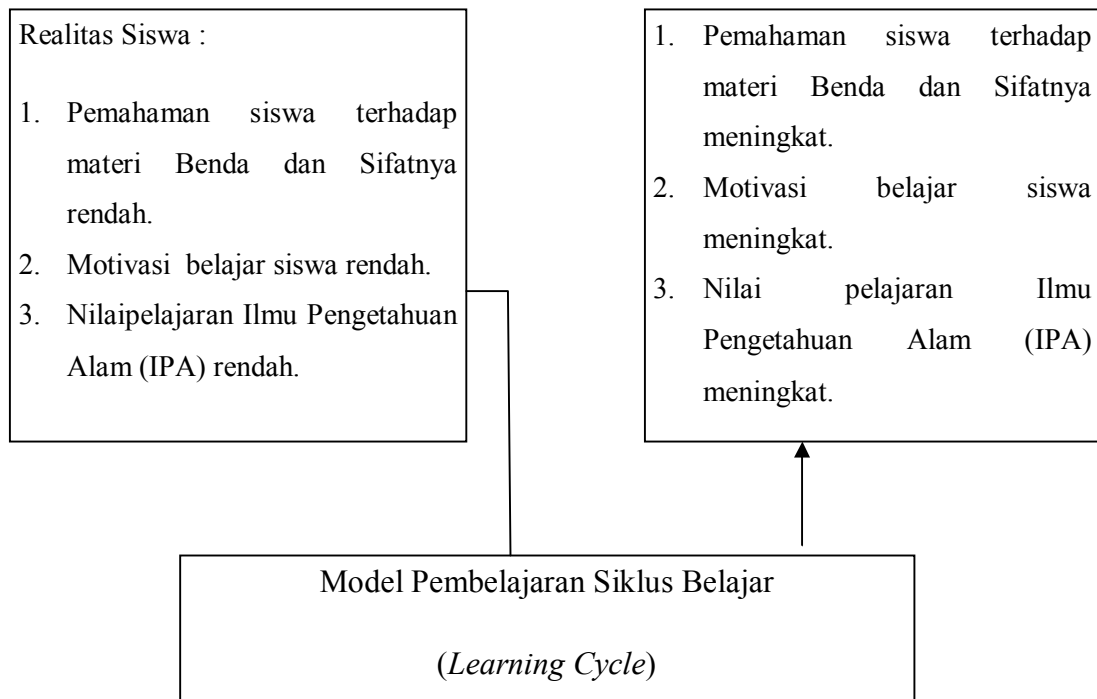 Realitas Siswa :
1. Pemahaman siswa terhadap
materi Benda dan Sifatnya
rendah.
2. Motivasi belajar siswa rendah.
3. Nilaipelajaran Ilmu Pengetahuan
Alam (IPA) rendah.
1. Pemahaman siswa terhadap
materi Benda dan Sifatnya
meningkat.
2. Motivasi belajar siswa
meningkat.
3. Nilai pelajaran Ilmu
Pengetahuan Alam (IPA)
meningkat.
Model Pembelajaran Siklus Belajar
(Learning Cycle)